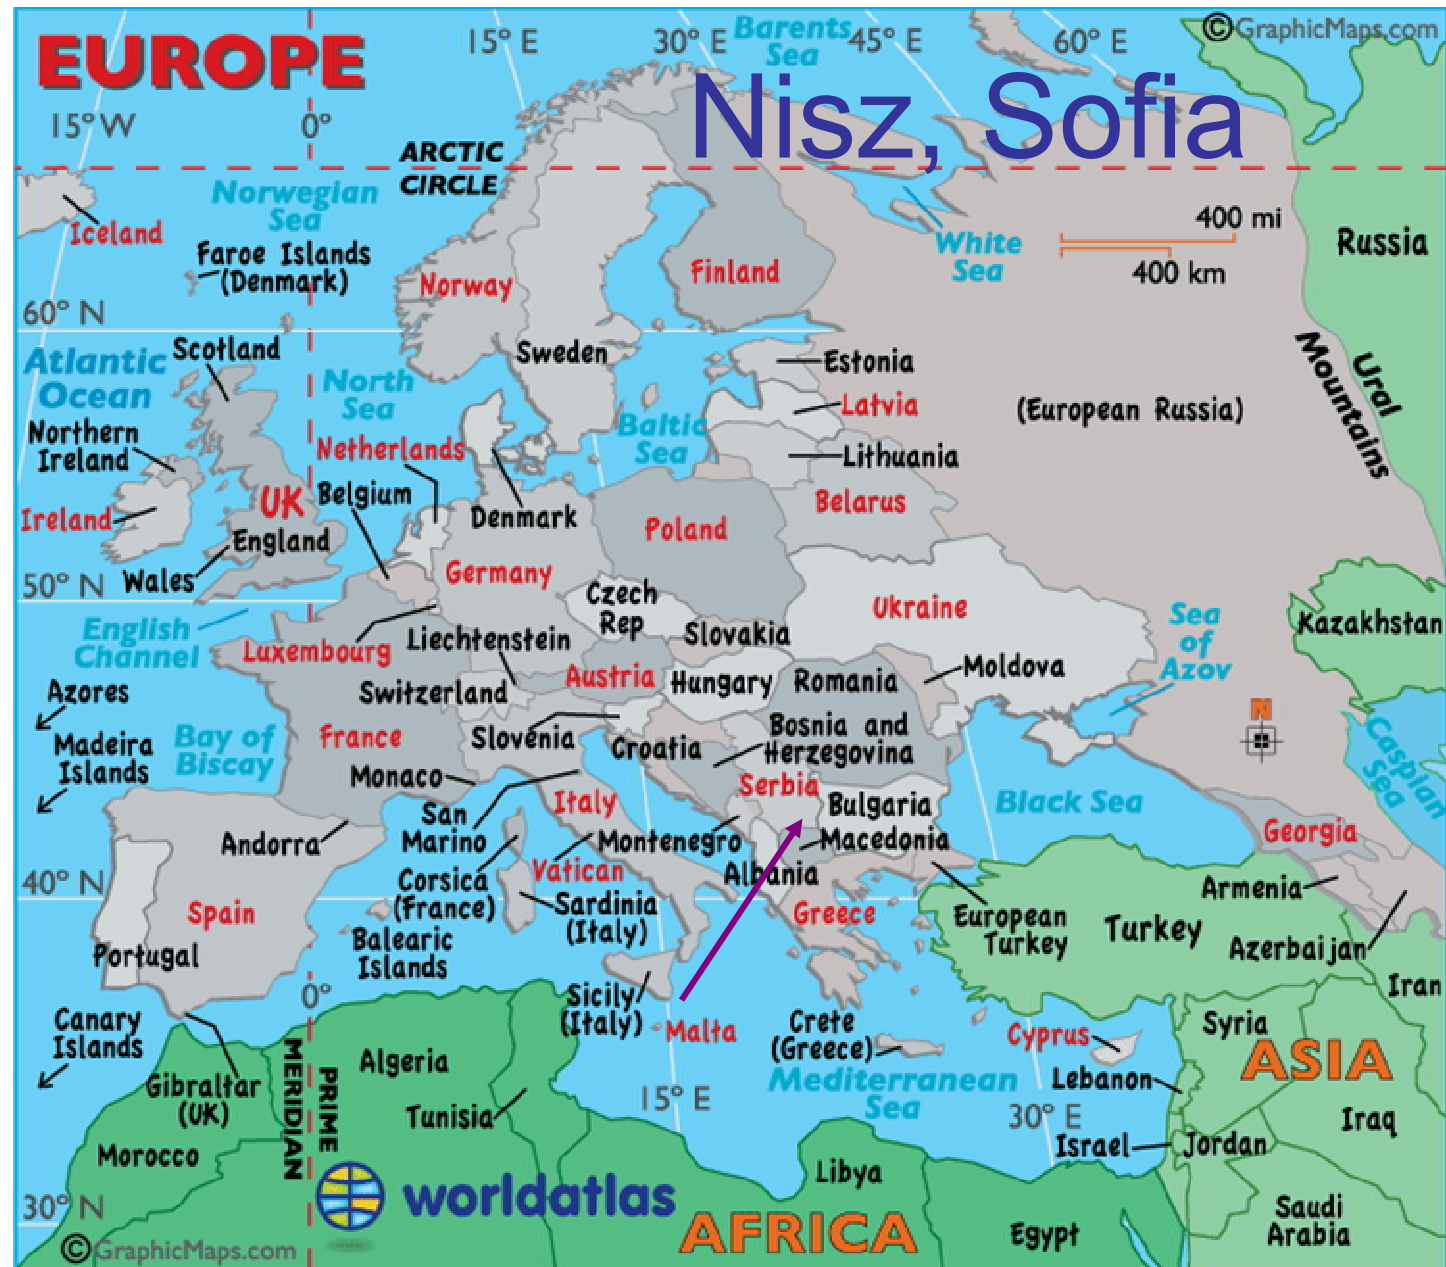 EUROPE
15° E
30° E
Barents
Sea
45° E
60° E
©GraphicMaps.com
Nisz, Sofia
15° W
0°
ARCTIC
CIRCLE
Norwegian
Sea
Iceland
Faroe Islands
(Denmark)
Norway
Finland
White
Sea
400 mi
400 km
Russia
60° N
Scotland
Atlantic
Ocean
North
Sea
Sweden
Estonia
Latvia
(European Russia)
Ural
Mountains
Northern
Ireland
Netherlands
Baltic
Sea
Lithuania
Ireland
UK
Belgium
Denmark
Poland
Belarus
England
Wales
Germany
50° N
Czech
Rep
Ukraine
Sea
of
Azov
Kazakhstan
English
Channel
Luxembourg
Liechtenstein
Slovakia
Moldova
Azores
Switzerland
Austria
Hungary
Romania
Madeira
Islands
Bay of
Biscay
France
Slovenia
Croatia
Bosnia and
Herzegovina
Caspian
Sea
N
Monaco
San
Marino
Italy
Serbia
Bulgaria
Black Sea
Georgia
Andorra
Montenegro
Macedonia
40° N
Corsica
(France)
Vatican
Albania
Armenia
Spain
Sardinia
(Italy)
Greece
European
Turkey
Turkey
Azerbaijan
Portugal
Balearic
Islands
Iran
0°
Sicily
(Italy)
Malta
Crete
(Greece)
Cyprus
Syria
ASIA
Canary
Islands
Gibraltar
(UK)
PRIME
MERIDIAN
Algeria
Tunisia
15° E
Mediterranean
Sea
30° E
Lebanon
Iraq
Israel
Jordan
Morocco
Libya
worldatlas
30° N
AFRICA
Egypt
Saudi
Arabia
©GraphicMaps.com